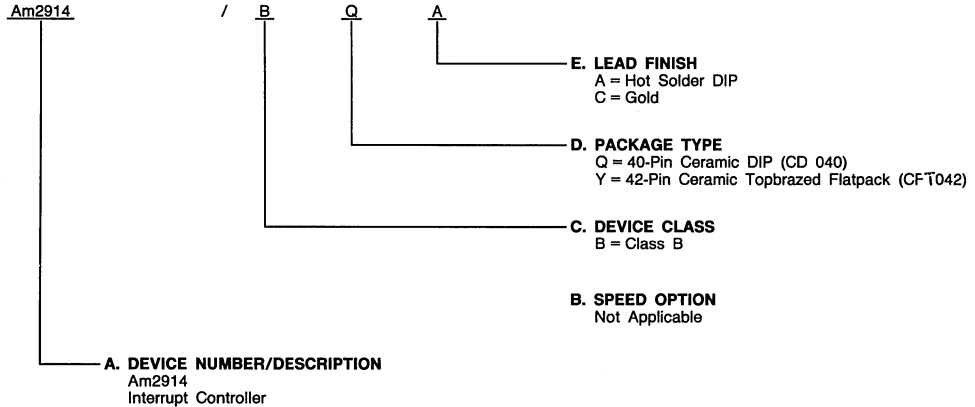 Am2914 / B Q A
E. LEAD FINISH
A = Hot Solder DIP
C = Gold
D. PACKAGE TYPE
Q = 40-Pin Ceramic DIP (CD 040)
Y = 42-Pin Ceramic Topbrazed Flatpack (CFT042)
C. DEVICE CLASS
B = Class B
B. SPEED OPTION
Not Applicable
A. DEVICE NUMBER/DESCRIPTION
Am2914
Interrupt Controller